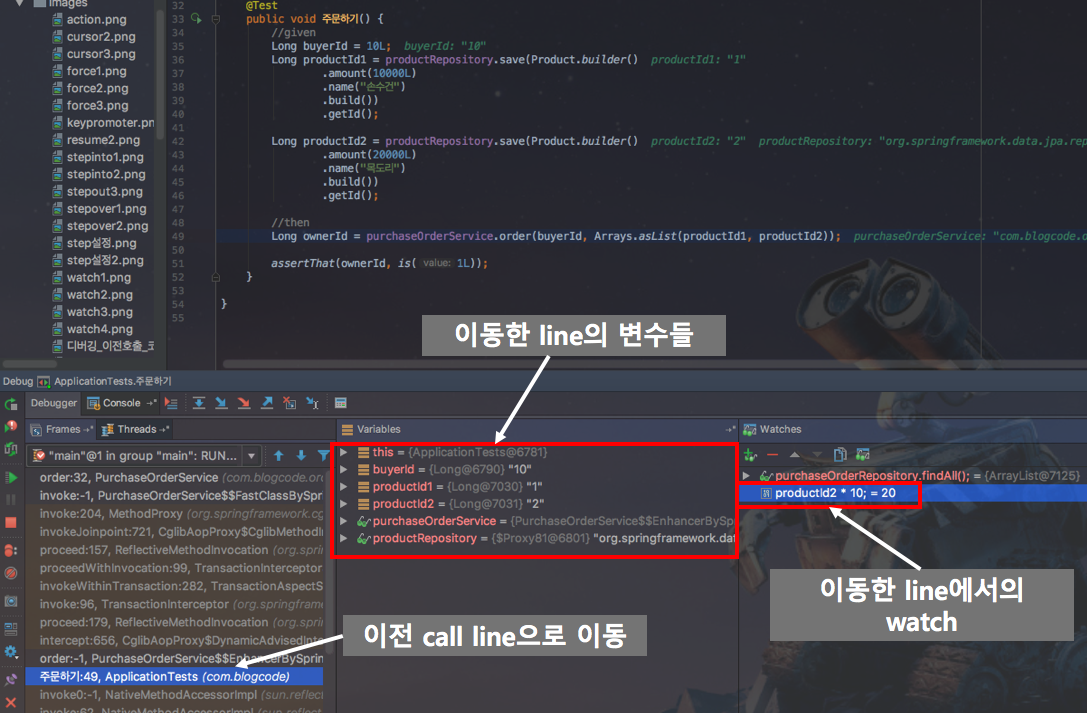 images
action.png
cursor2.png
cursor3.png
force1.png
force2.png
force3.png
keypromoter.pn
resume2.png
stepinto1.png
stepinto2.png
stepout3.png
stepover1.png
stepover2.png
step설정.png
step설정2.png
watch1.png
watch2.png
watch3.png
watch4.png
디버깅_이전호출_코
32 @Test
33 public void 주문하기() {
34 //given
35 Long buyerId = 10L; buyerId: "10"
36 Long productId1 = productRepository.save(Product.builder() productId1: "1"
37 .amount(10000L)
38 .name("손수건")
39 .build())
40 .getId();
41
42 Long productId2 = productRepository.save(Product.builder() productId2: "2" productRepository: "org.springframework.data.jpa.rep
43 .amount(20000L)
44 .name("목도리")
45 .build())
46 .getId();
47
48 //then
49 Long ownerId = purchaseOrderService.order(buyerId, Arrays.asList(productId1, productId2)); purchaseOrderService: "com.blogcode.o
50
51 assertThat(ownerId, is( value: 1L));
52 }
53
54 }
55
이동한 line의 변수들
Debug ApplicationTests.주문하기
Debugger Console
Frames Threads
"main"@1 in group "main": RUN...
order:32, PurchaseOrderService (com.blogcode.or
invoke:-1, PurchaseOrderService$$FastClassBySpr
invoke:204, MethodProxy (org.springframework.cg
invokeJoinpoint:721, CglibAopProxy$CglibMethodI
proceed:157, ReflectiveMethodInvocation (org.spr
proceedWithInvocation:99, TransactionInterceptor
invokeWithinTransaction:282, TransactionAspectS
invoke:96, TransactionInterceptor (org.springfram
proceed:179, ReflectiveMethodInvocation (org.spri
intercept:656, CglibAopProxy$DynamicAdvisedInte
order:-1, PurchaseOrderService$$EnhancerBySprin
주문하기:49, ApplicationTests (com.blogcode)
invoke0:-1, NativeMethodAccessorImpl (sun.reflect
invoke:62, NativeMethodAccessorImpl (sun.reflec
Variables
this = {ApplicationTests@6781}
buyerId = {Long@6790} "10"
productId1 = {Long@7030} "1"
productId2 = {Long@7031} "2"
purchaseOrderService = {PurchaseOrderService$$EnhancerBySp
productRepository = {$Proxy81@6801} "org.springframework.dat
Watches
purchaseOrderRepository.findAll(); = {ArrayList@7125}
productId2 * 10; = 20
이동한 line에서의
watch
이전 call line으로 이동